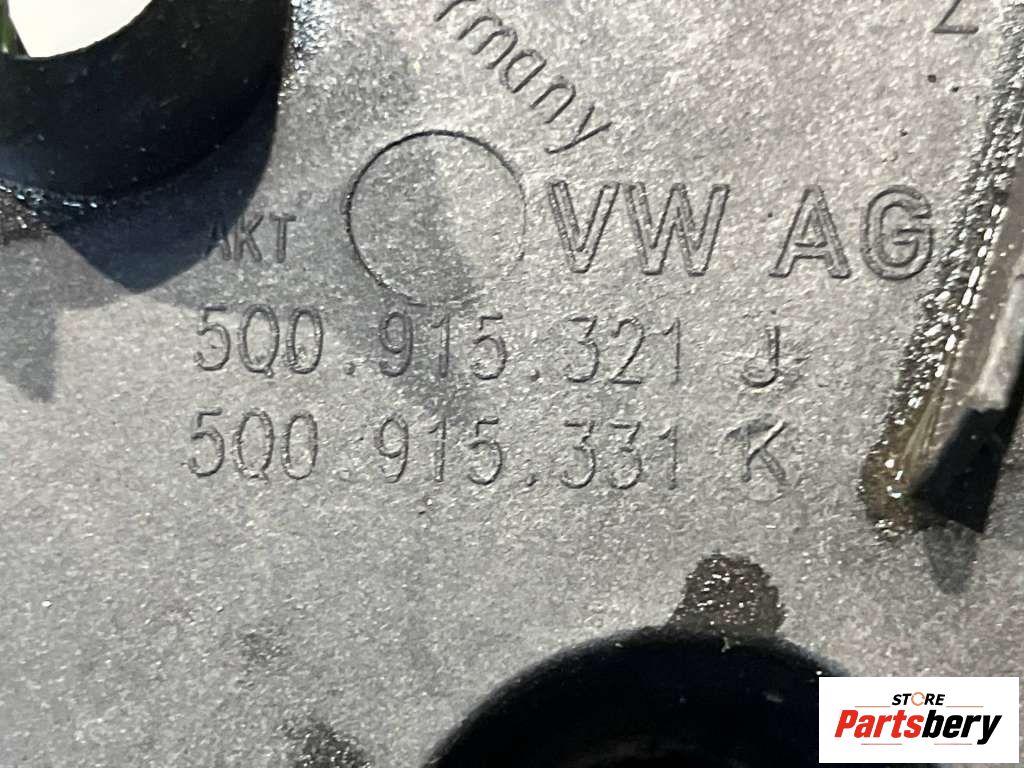 rmany
VW AG
AKT
5Q0.915.321 J
5Q0.915.331 K
STORE
Partsbery